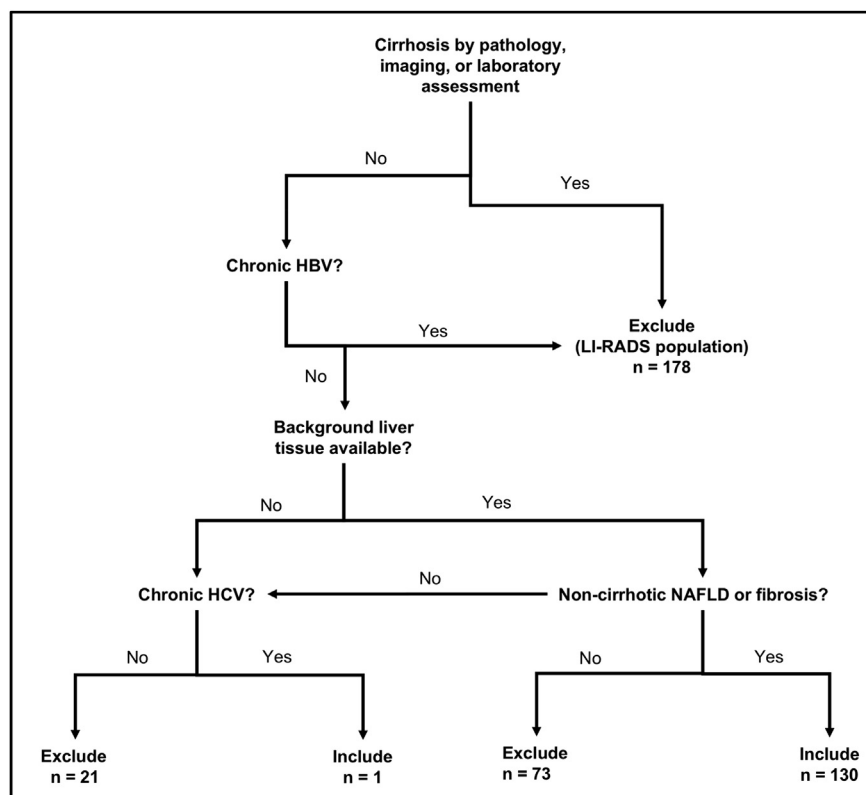 Cirrhosis by pathology,
imaging, or laboratory
assessment
No
Yes
Chronic HBV?
Yes
Exclude
(LI-RADS population)
n = 178
No
Background liver
tissue available?
No
Yes
Chronic HCV?
No
Non-cirrhotic NAFLD or fibrosis?
No
Yes
No
Yes
Exclude
n = 21
Include
n = 1
Exclude
n = 73
Include
n = 130